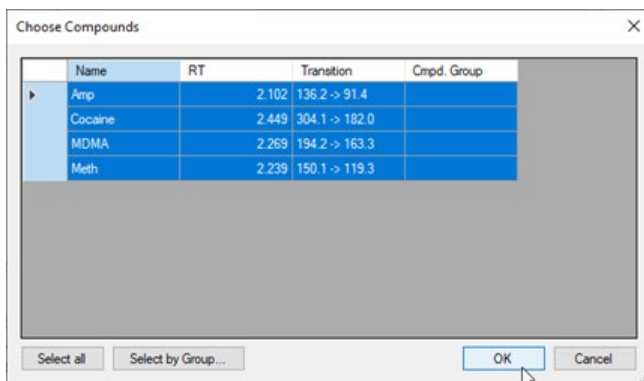 Choose Compounds
Name RT Transition Cmpd. Group
Amp 2.102 136.2 -> 91.4
Cocaine 2.449 304.1 -> 182.0
MDMA 2.269 194.2 -> 163.3
Meth 2.239 150.1 -> 119.3
Select all Select by Group... OK Cancel